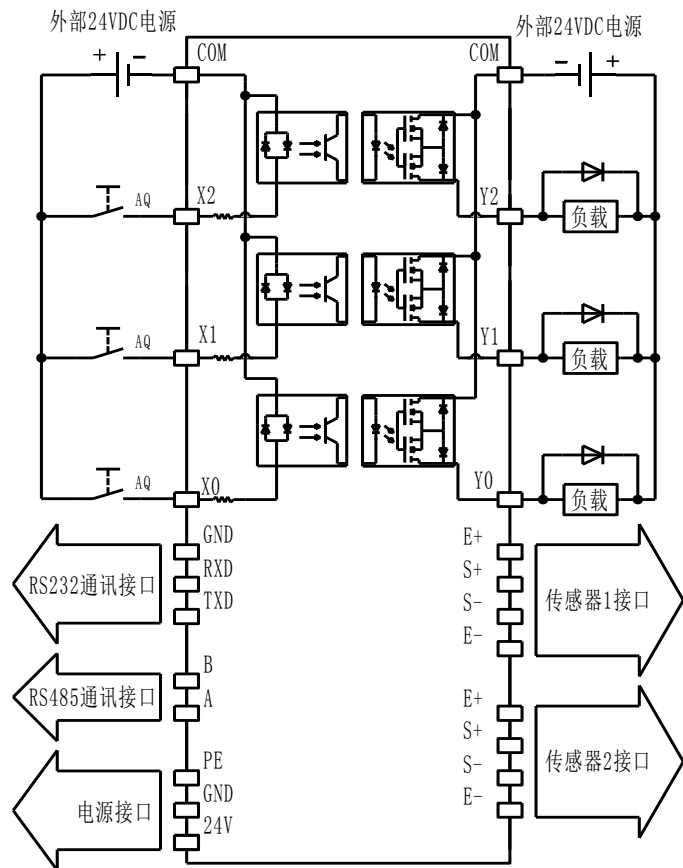 外部24VDC电源
外部24VDC电源
+ -
COM
COM
- +
AQ
X2
Y2
负载
AQ
X1
Y1
负载
AQ
X0
Y0
负载
GND
RXD
TXD
RS232通讯接口
E+
S+
S-
E-
传感器1接口
B
A
RS485通讯接口
E+
S+
S-
E-
传感器2接口
PE
GND
24V
电源接口